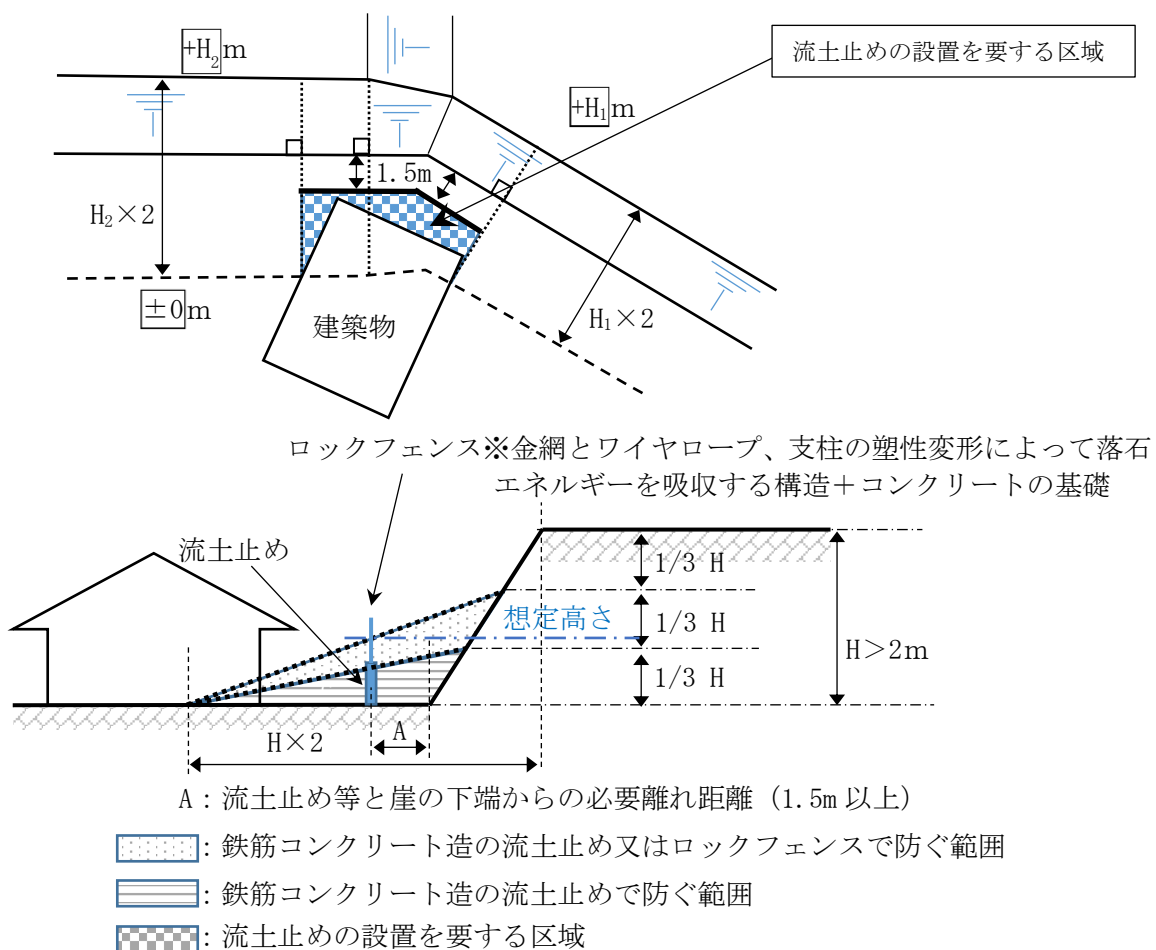 +H₂m
流土止めの設置を要する区域
+H₁m
1.5m
H₂×2
H₁×2
±0m
建築物
ロックフェンス※金網とワイヤロープ、支柱の塑性変形によって落石
エネルギーを吸収する構造＋コンクリートの基礎
流土止め
1/3 H
想定高さ
1/3 H
H＞2m
1/3 H
H×2
A
A：流土止め等と崖の下端からの必要離れ距離（1.5m 以上）
：鉄筋コンクリート造の流土止め又はロックフェンスで防ぐ範囲
：鉄筋コンクリート造の流土止めで防ぐ範囲
：流土止めの設置を要する区域